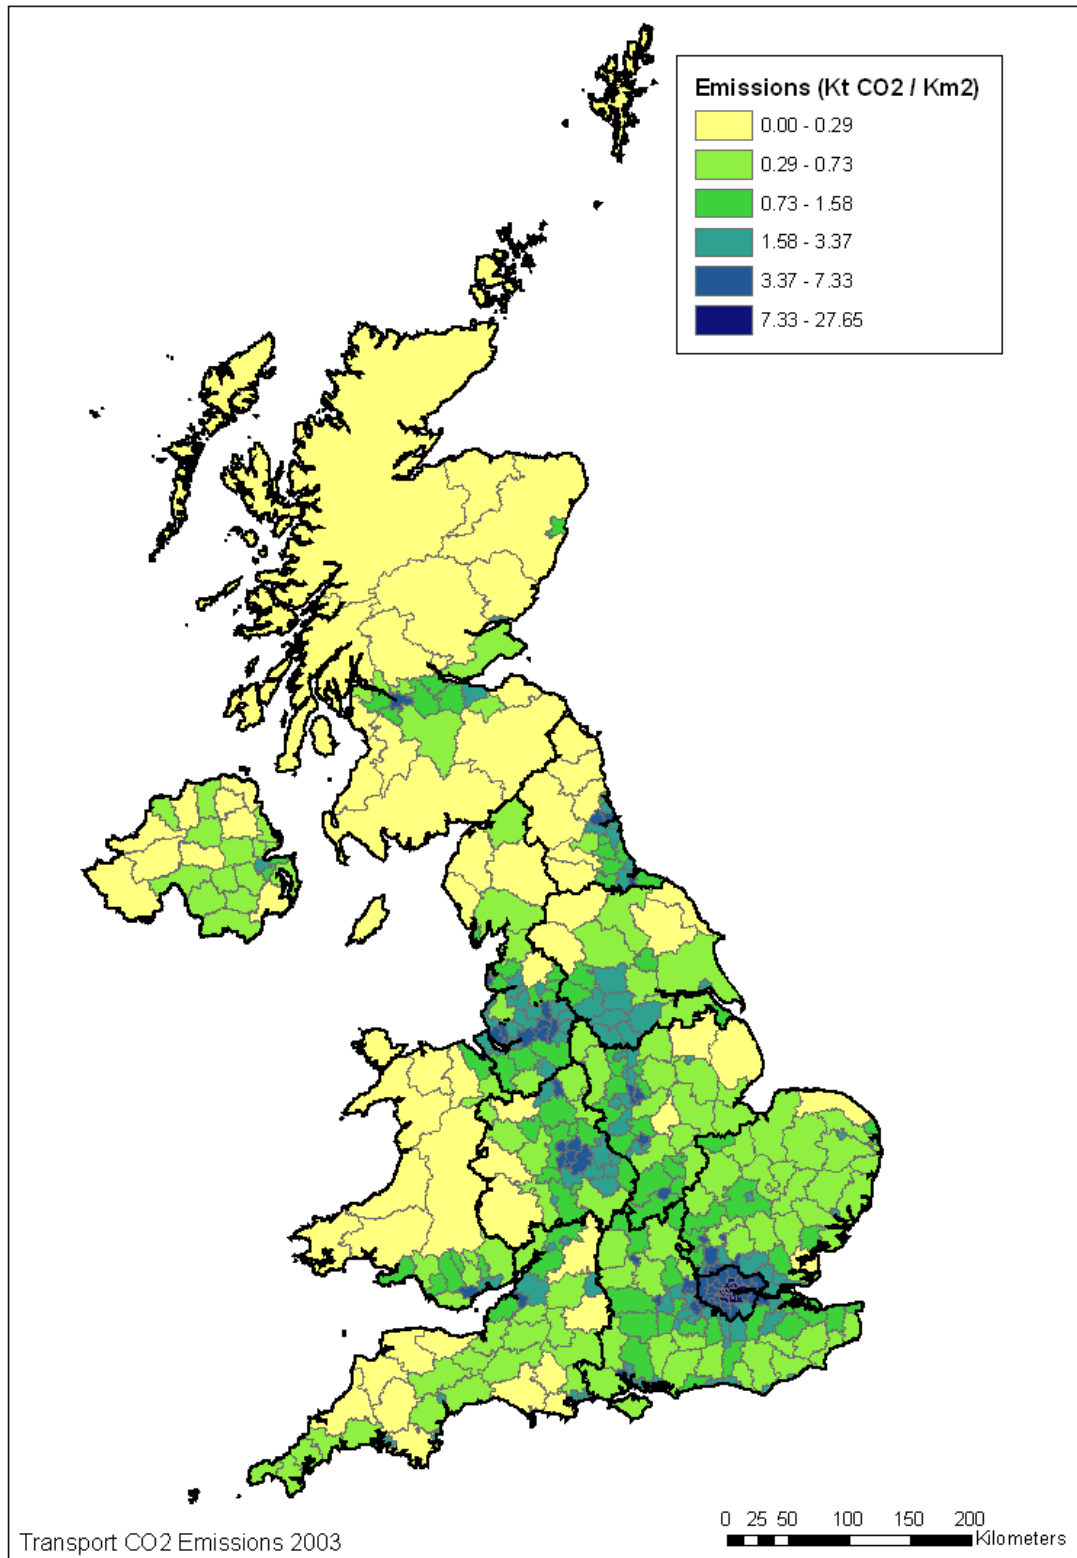 Emissions (Kt CO2 / Km2)
0.00 - 0.29
0.29 - 0.73
0.73 - 1.58
1.58 - 3.37
3.37 - 7.33
7.33 - 27.65
0 25 50 100 150 200
Kilometers
Transport CO2 Emissions 2003